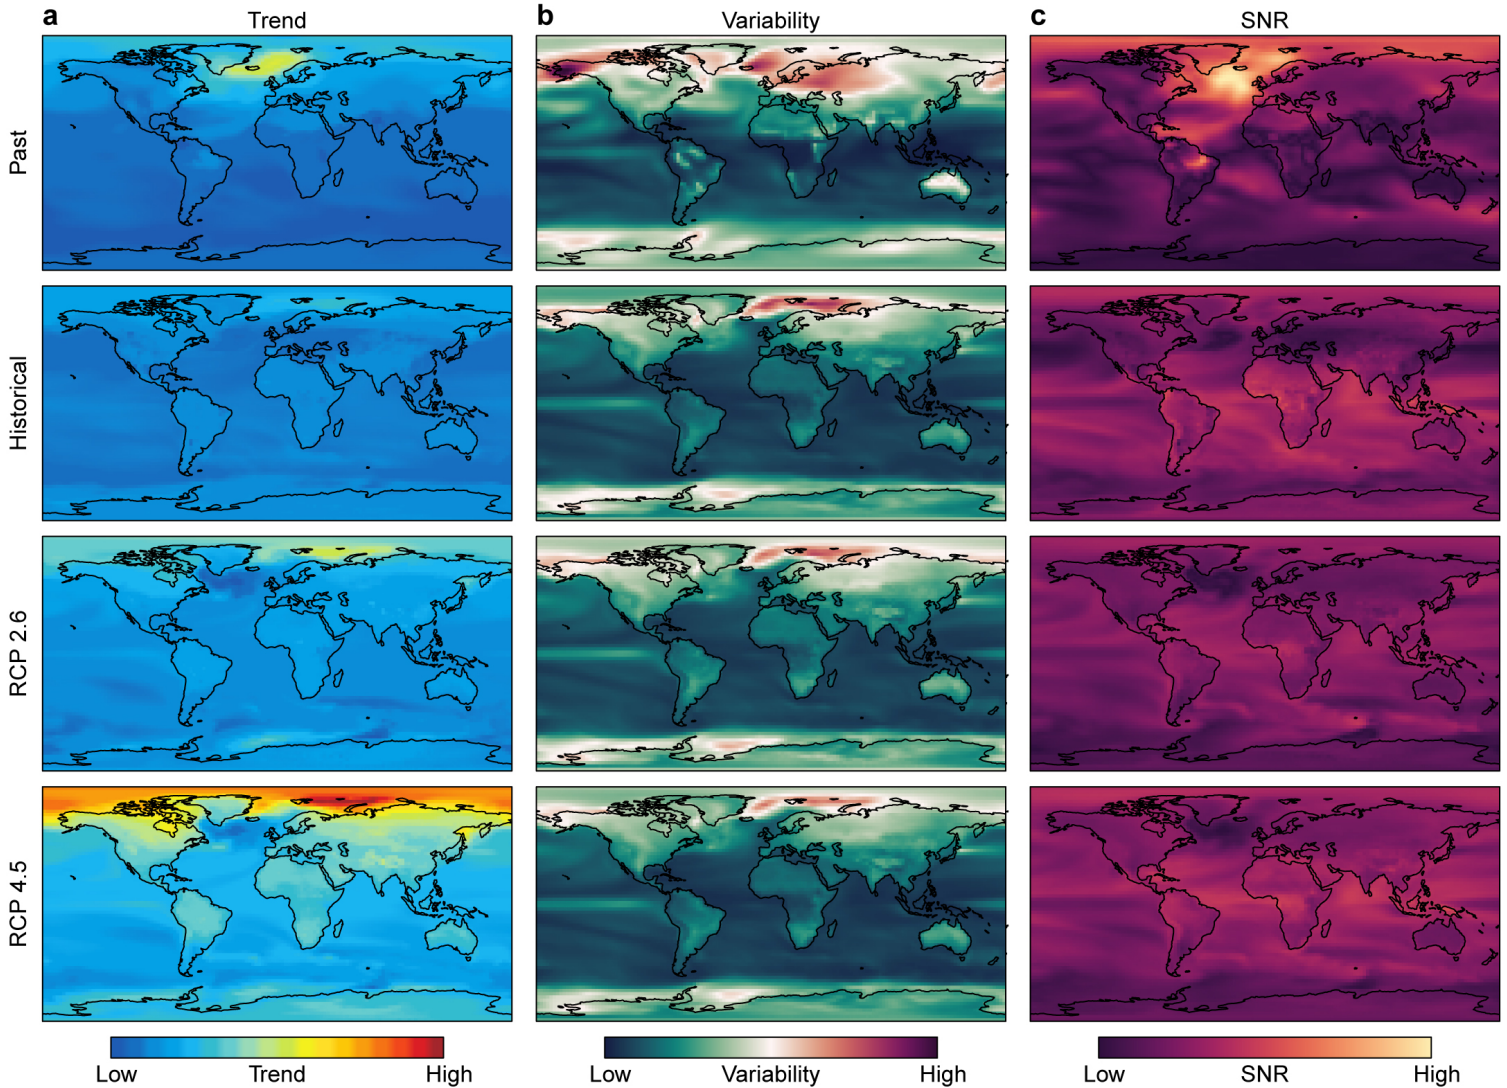 a Trend b Variability c SNR
Past
Historical
RCP 2.6
RCP 4.5
Low Trend High Low Variability High Low SNR High